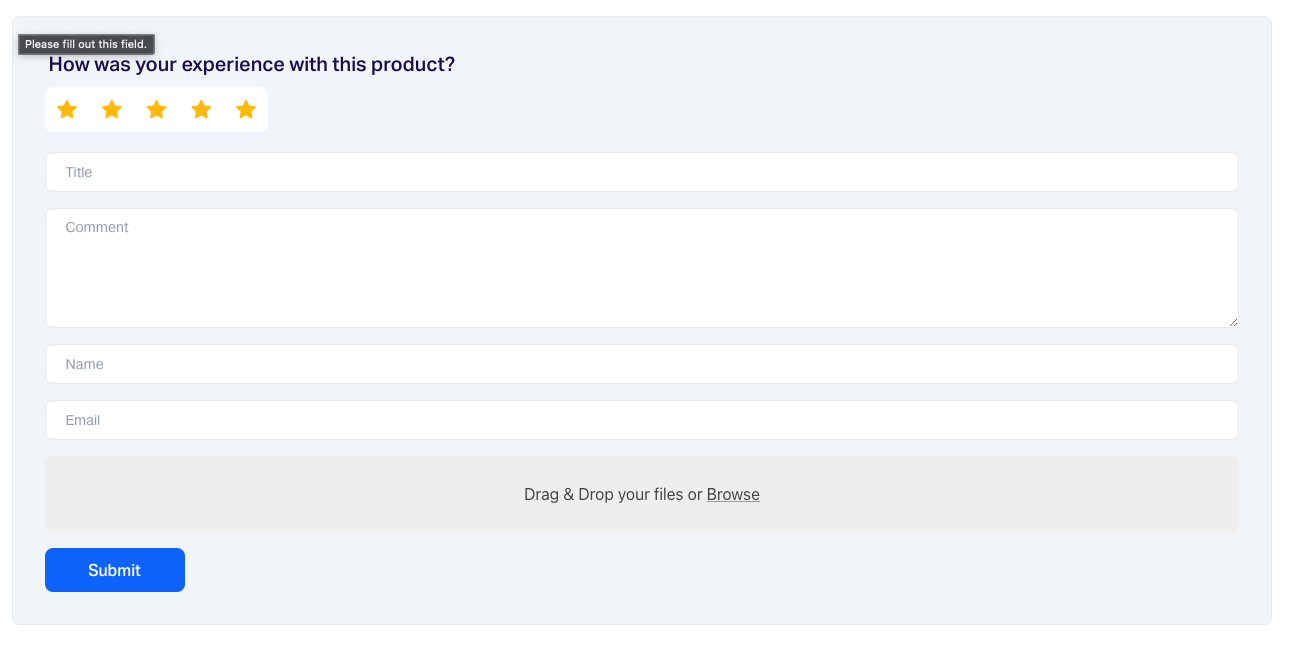 Please fill out this field.
How was your experience with this product?
Title
Comment
Name
Email
Drag & Drop your files or Browse
Submit